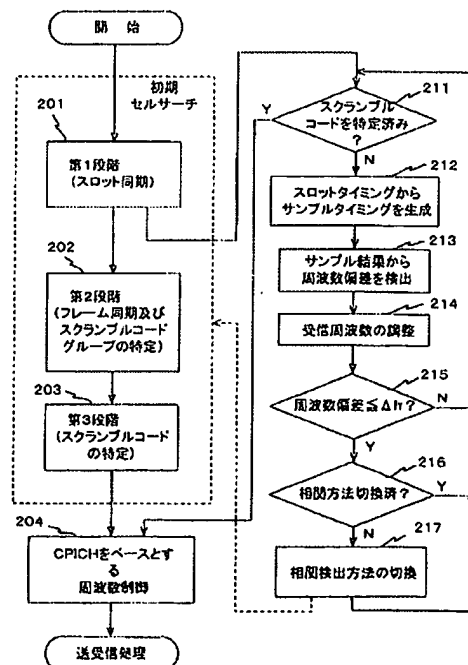 開 始
初期
セルサーチ
201
第1段階
(スロット同期)
202
第2段階
(フレーム同期及び
スクランブルコード
グループの特定)
203
第3段階
(スクランブルコード
の特定)
204
CPICHをベースとする
周波数制御
送受信処理
211
Y
スクランブル
コードを特定済み
?
N
212
スロットタイミングから
サンプルタイミングを生成
213
サンプル結果から
周波数偏差を検出
214
受信周波数の調整
215
周波数偏差≦Δfr?
N
Y
216
相関方法切換済?
Y
N
217
相関検出方法の切換